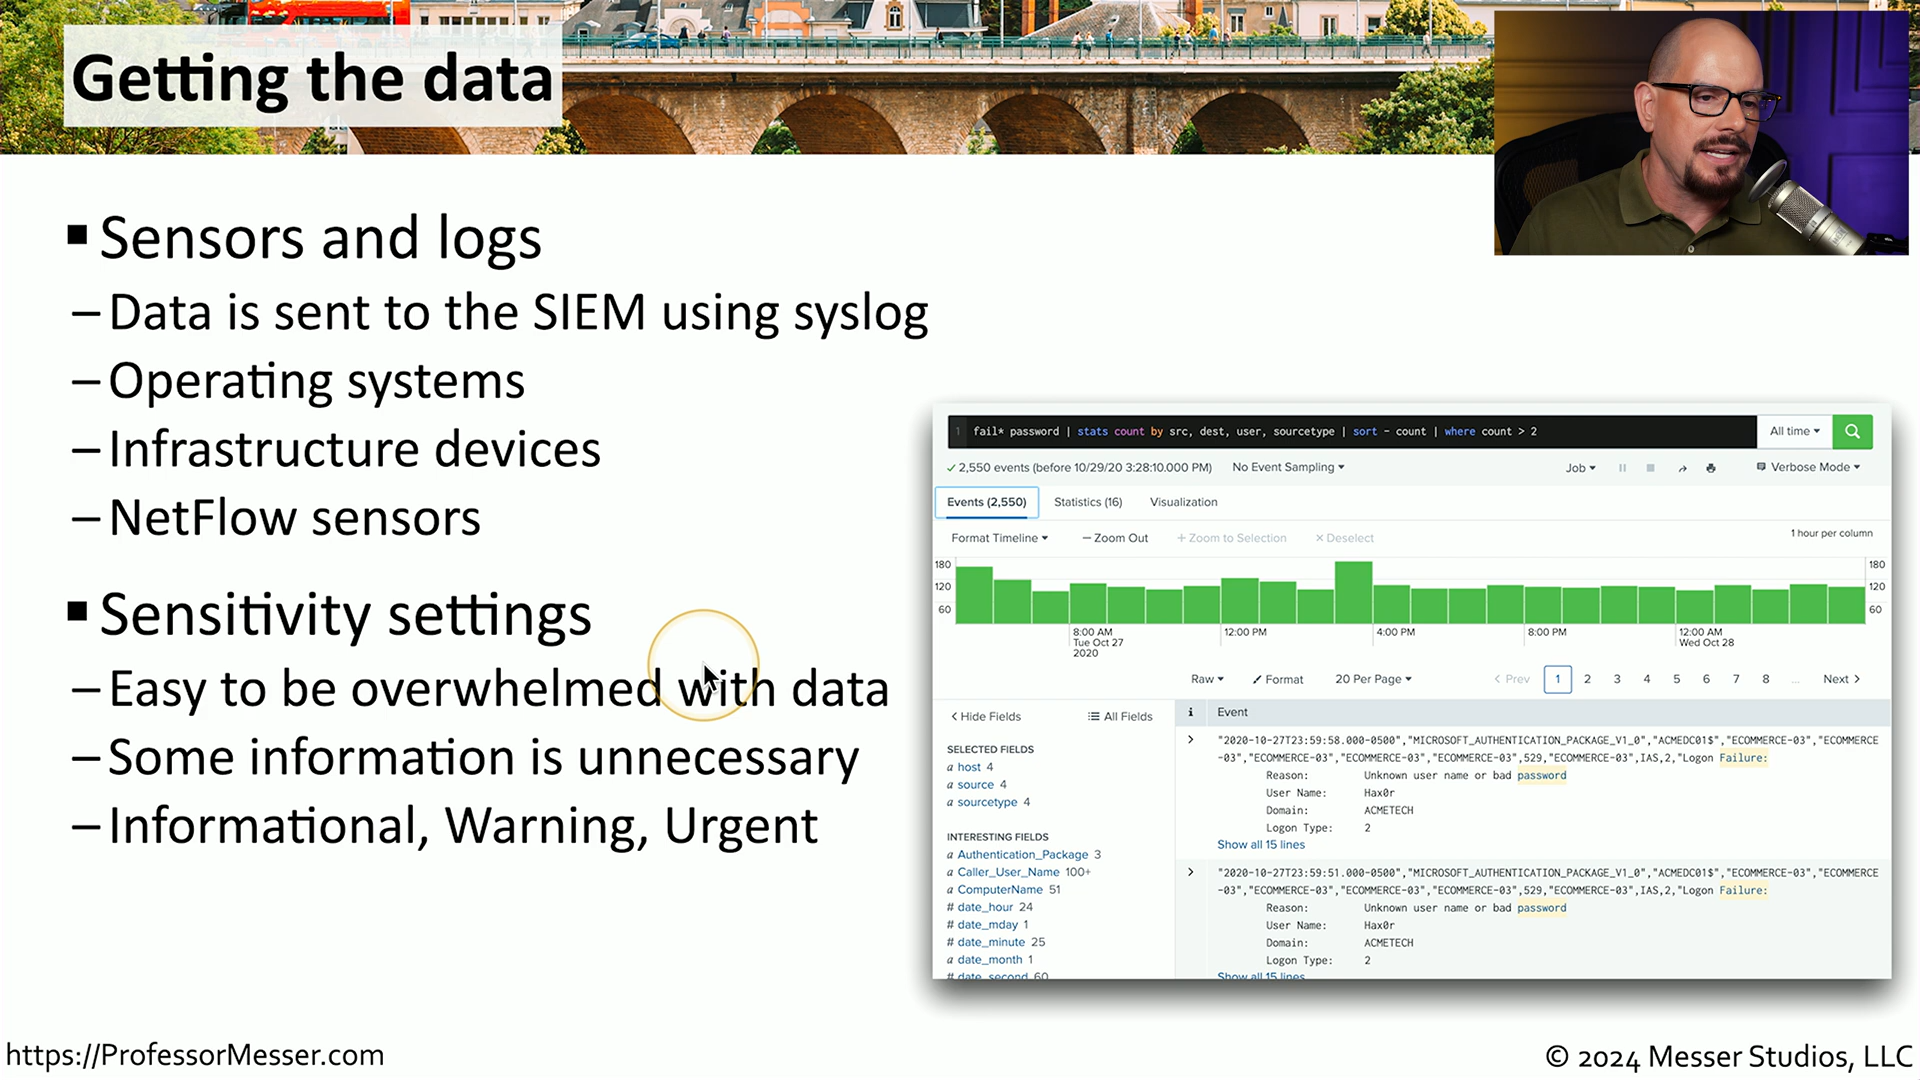 Getting the data
▪ Sensors and logs
– Data is sent to the SIEM using syslog
– Operating systems
– Infrastructure devices
– NetFlow sensors
▪ Sensitivity settings
– Easy to be overwhelmed with data
– Some information is unnecessary
– Informational, Warning, Urgent
1 fail* password | stats count by src, dest, user, sourcetype | sort - count | where count > 2
All time
2,550 events (before 10/29/20 3:28:10.000 PM) No Event Sampling Job Verbose Mode
Events (2,550) Statistics (16) Visualization
Format Timeline — Zoom Out + Zoom to Selection × Deselect 1 hour per column
180 180
120 120
60 60
8:00 AM 12:00 PM 4:00 PM 8:00 PM 12:00 AM
Tue Oct 27 Wed Oct 28
2020
Raw Format 20 Per Page < Prev 1 2 3 4 5 6 7 8 ... Next >
< Hide Fields All Fields
SELECTED FIELDS
a host 4
a source 4
a sourcetype 4
INTERESTING FIELDS
a Authentication_Package 3
a Caller_User_Name 100+
a ComputerName 51
# date_hour 24
# date_mday 1
# date_minute 25
a date_month 1
# date_second 60
i Event
> "2020-10-27T23:59:58.000-0500","MICROSOFT_AUTHENTICATION_PACKAGE_V1_0","ACMEDC01$","ECOMMERCE-03","ECOMMERCE
-03","ECOMMERCE-03","ECOMMERCE-03","ECOMMERCE-03",529,"ECOMMERCE-03",IAS,2,"Logon Failure:
Reason: Unknown user name or bad password
User Name: Hax0r
Domain: ACMETECH
Logon Type: 2
Show all 15 lines
> "2020-10-27T23:59:51.000-0500","MICROSOFT_AUTHENTICATION_PACKAGE_V1_0","ACMEDC01$","ECOMMERCE-03","ECOMMERCE
-03","ECOMMERCE-03","ECOMMERCE-03","ECOMMERCE-03",529,"ECOMMERCE-03",IAS,2,"Logon Failure:
Reason: Unknown user name or bad password
User Name: Hax0r
Domain: ACMETECH
Logon Type: 2
Show all 15 lines
https://ProfessorMesser.com
© 2024 Messer Studios, LLC